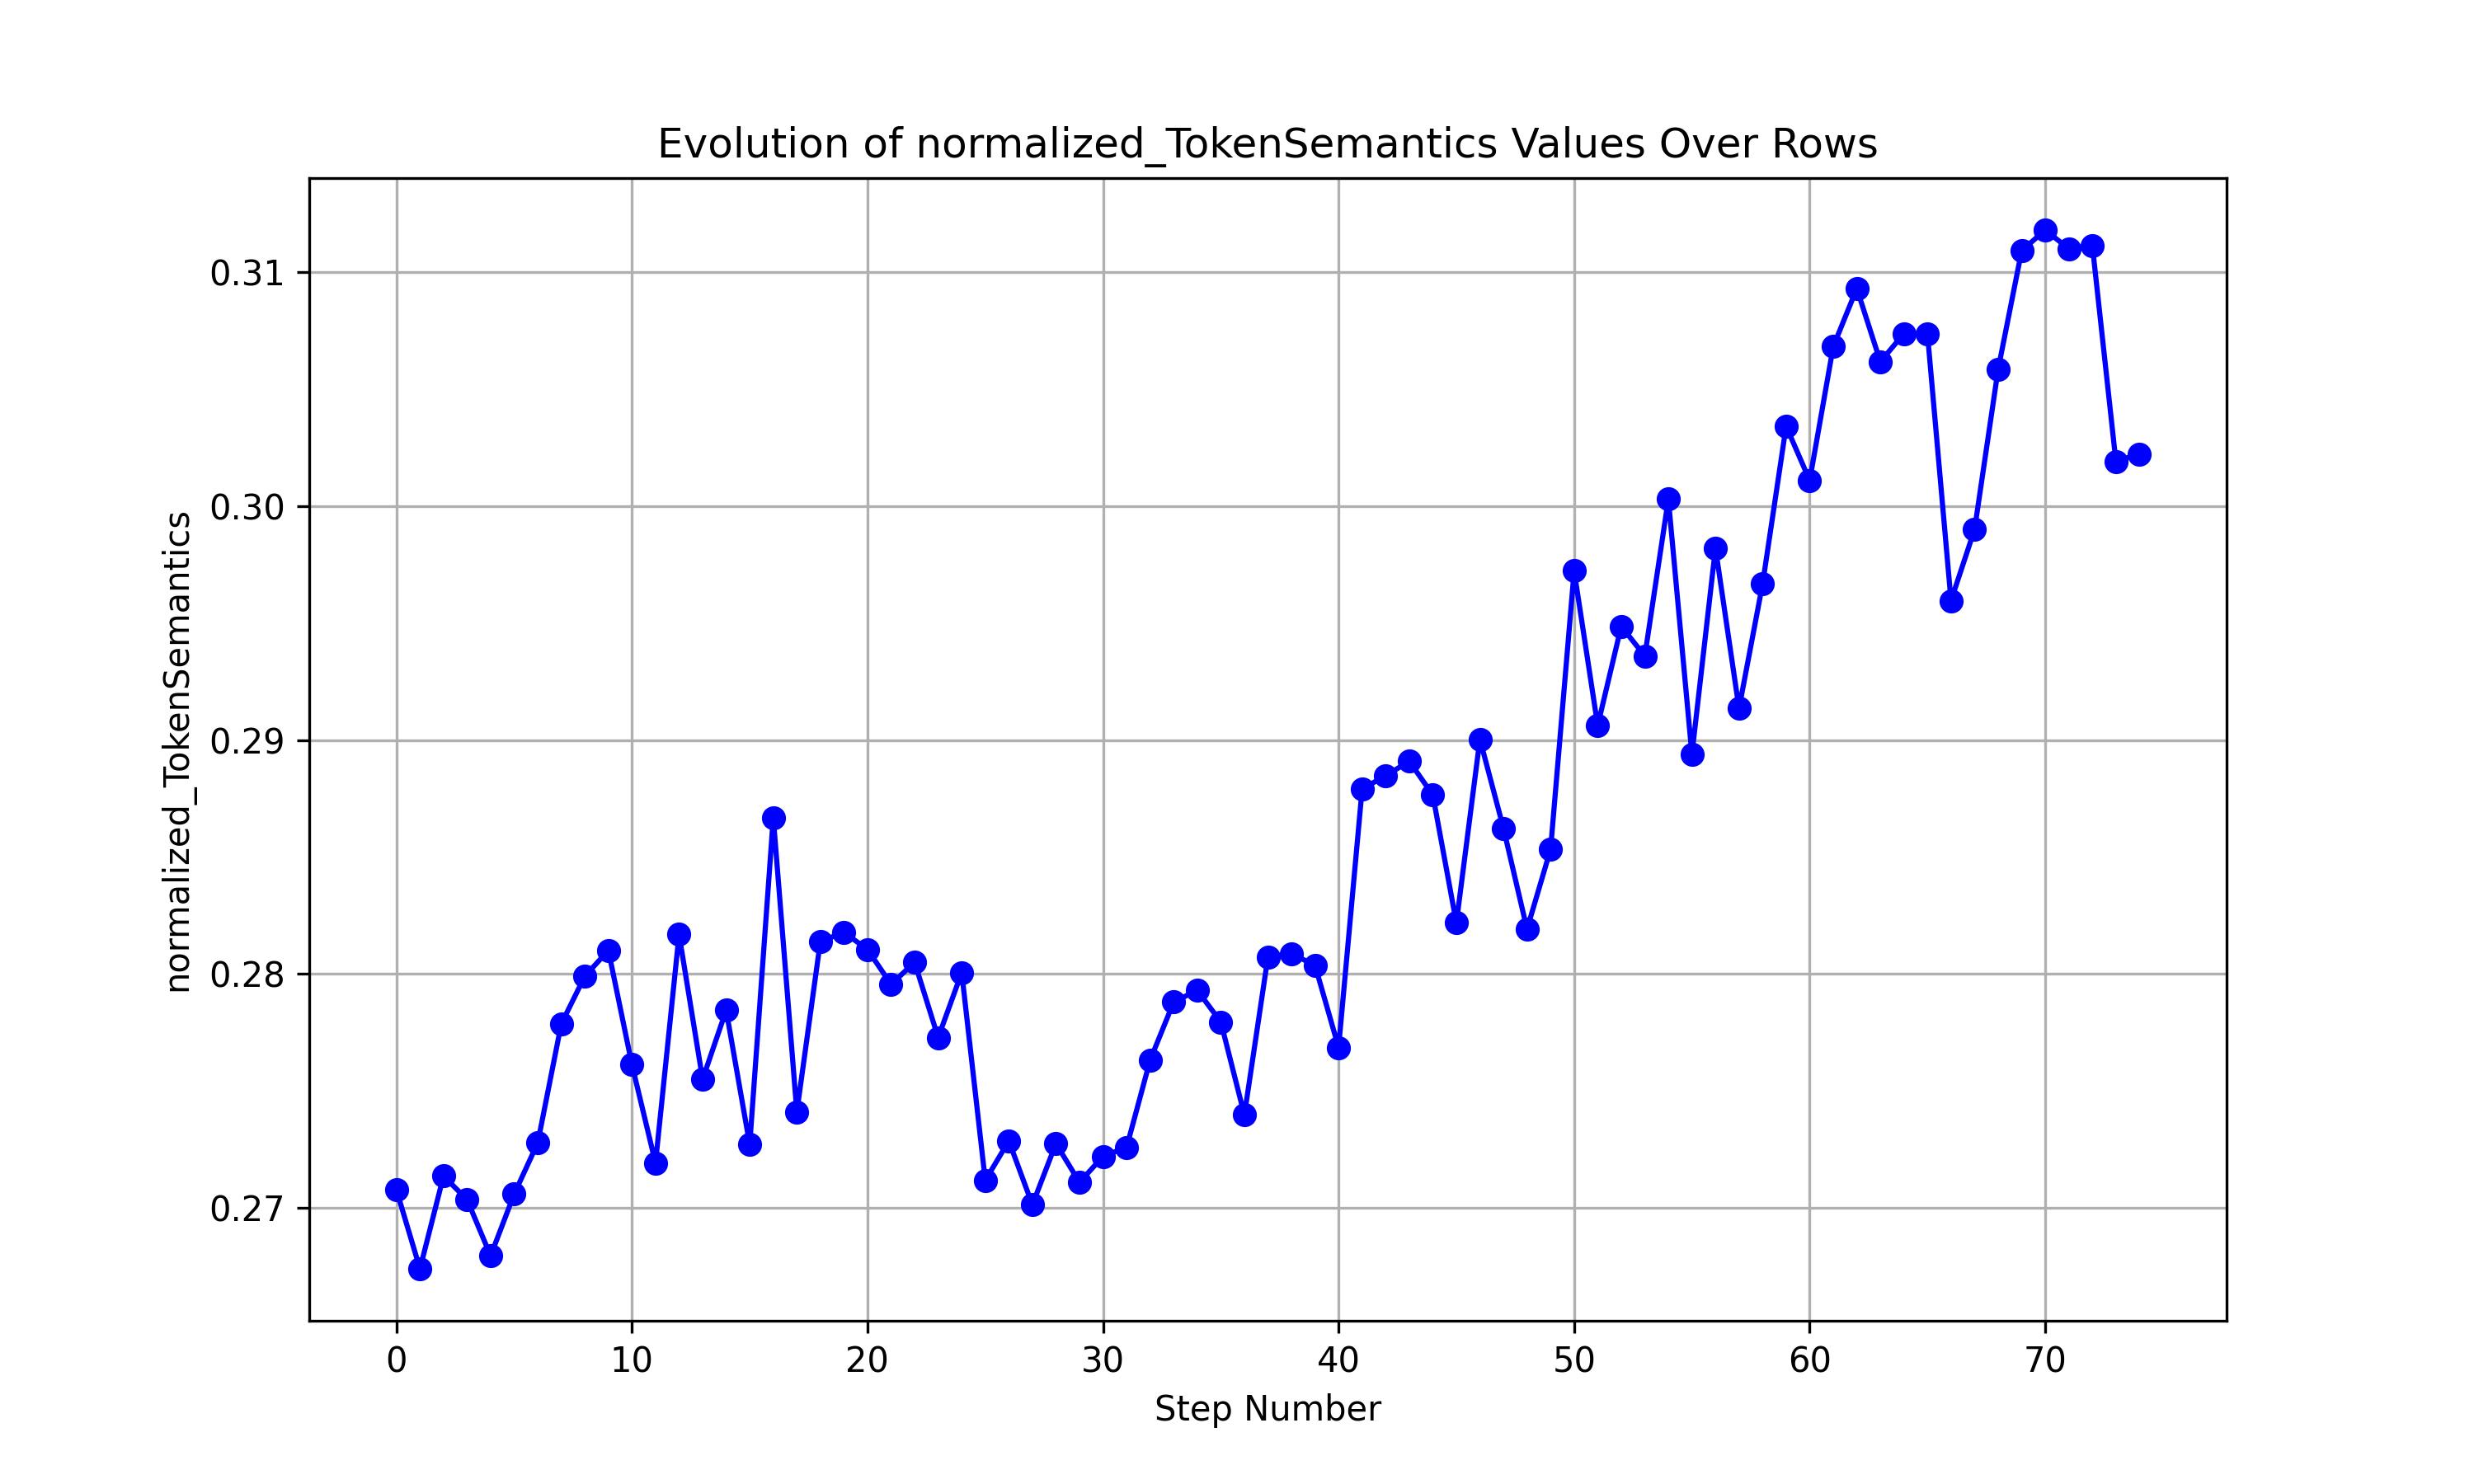 Evolution of normalized_TokenSemantics Values Over Rows
normalized_TokenSemantics
0.31
0.30
0.29
0.28
0.27
0 10 20 30 40 50 60 70
Step Number